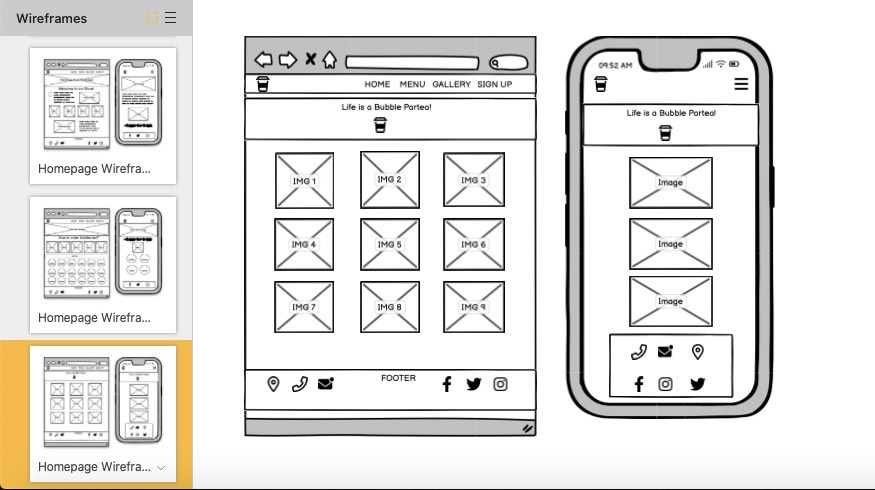 Wireframes
Homepage Wirefra...
Homepage Wirefra...
Homepage Wirefra...
HOME MENU GALLERY SIGN UP
Life is a Bubble Partea!
IMG 1 IMG 2 IMG 3
IMG 4 IMG 5 IMG 6
IMG 7 IMG 8 IMG 9
FOOTER
09:52 AM
Life is a Bubble Partea!
Image
Image
Image